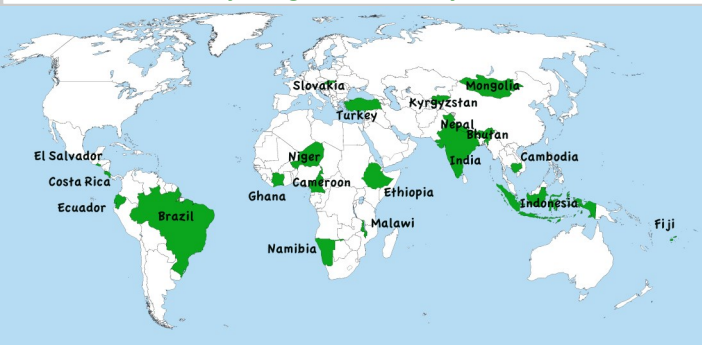 Slovakia
Mongolia
Kyrgyzstan
Turkey
Nepal
Bhutan
El Salvador
Niger
India
Cambodia
Costa Rica
Cameroon
Ghana
Ethiopia
Ecuador
Brazil
Indonesia
Malawi
Fiji
Namibia